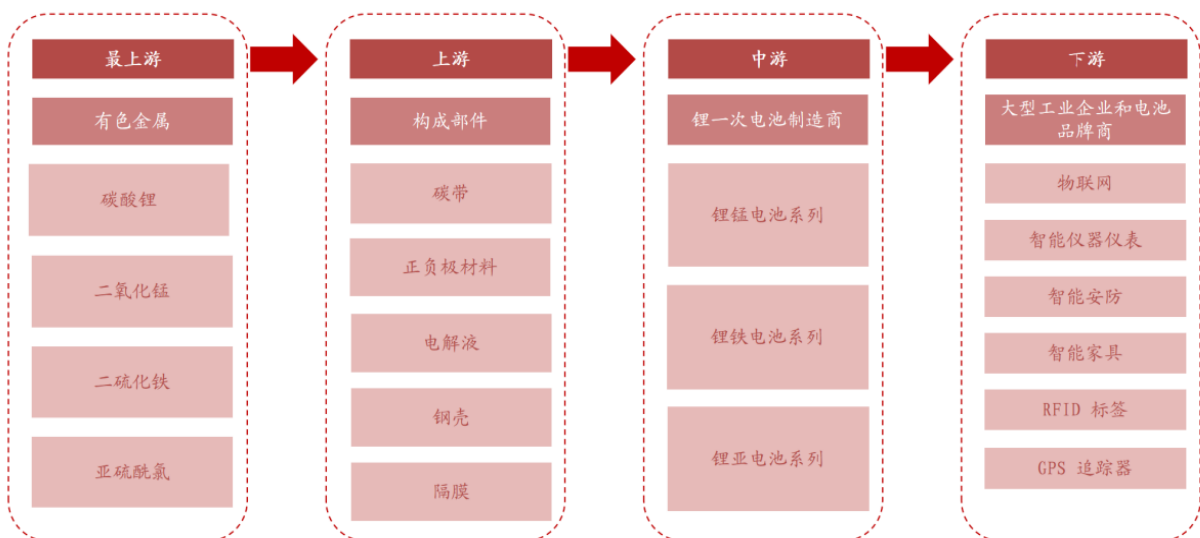 最上游
有色金属
碳酸锂
二氧化锰
二硫化铁
亚硫酰氯
上游
构成部件
碳带
正负极材料
电解液
钢壳
隔膜
中游
锂一次电池制造商
锂锰电池系列
锂铁电池系列
锂亚电池系列
下游
大型工业企业和电池
品牌商
物联网
智能仪器仪表
智能安防
智能家具
RFID 标签
GPS 追踪器